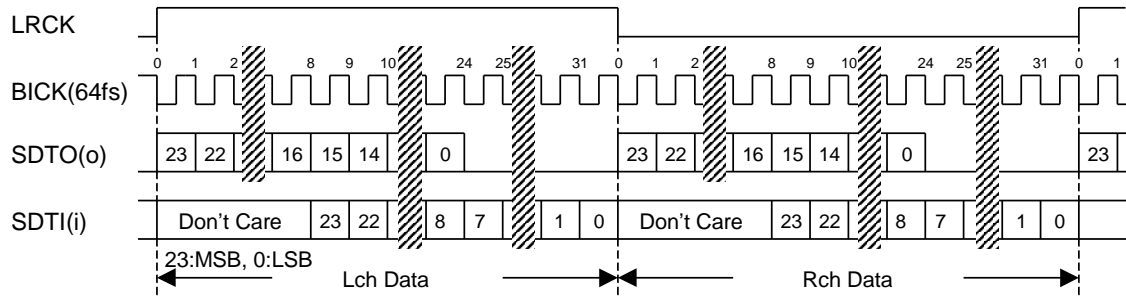 LRCK
0 1 2 8 9 10 24 25 31 0 1 2 8 9 10 24 25 31 0 1
BICK(64fs)
SDTO(o) 23 22 16 15 14 0 23 22 16 15 14 0 23
SDTI(i) Don't Care 23 22 8 7 1 0 Don't Care 23 22 8 7 1 0
23:MSB, 0:LSB
Lch Data Rch Data